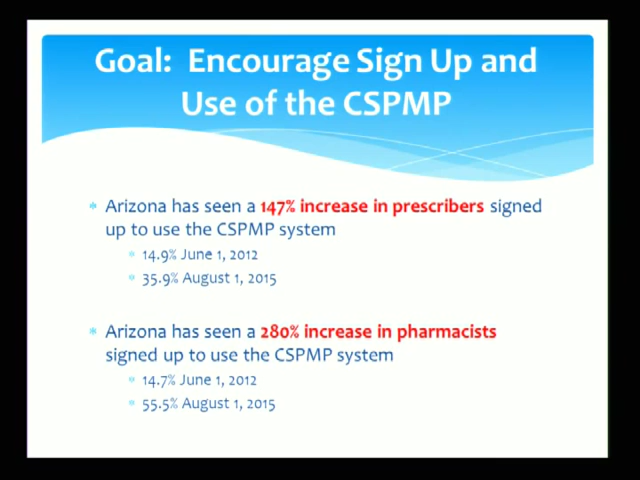 Goal:  Encourage Sign Up and
Use of the CSPMP
Arizona has seen a 147% increase in prescribers signed
up to use the CSPMP system
14.9% June 1, 2012
35.9% August 1, 2015
Arizona has seen a 280% increase in pharmacists
signed up to use the CSPMP system
14.7% June 1, 2012
55.5% August 1, 2015